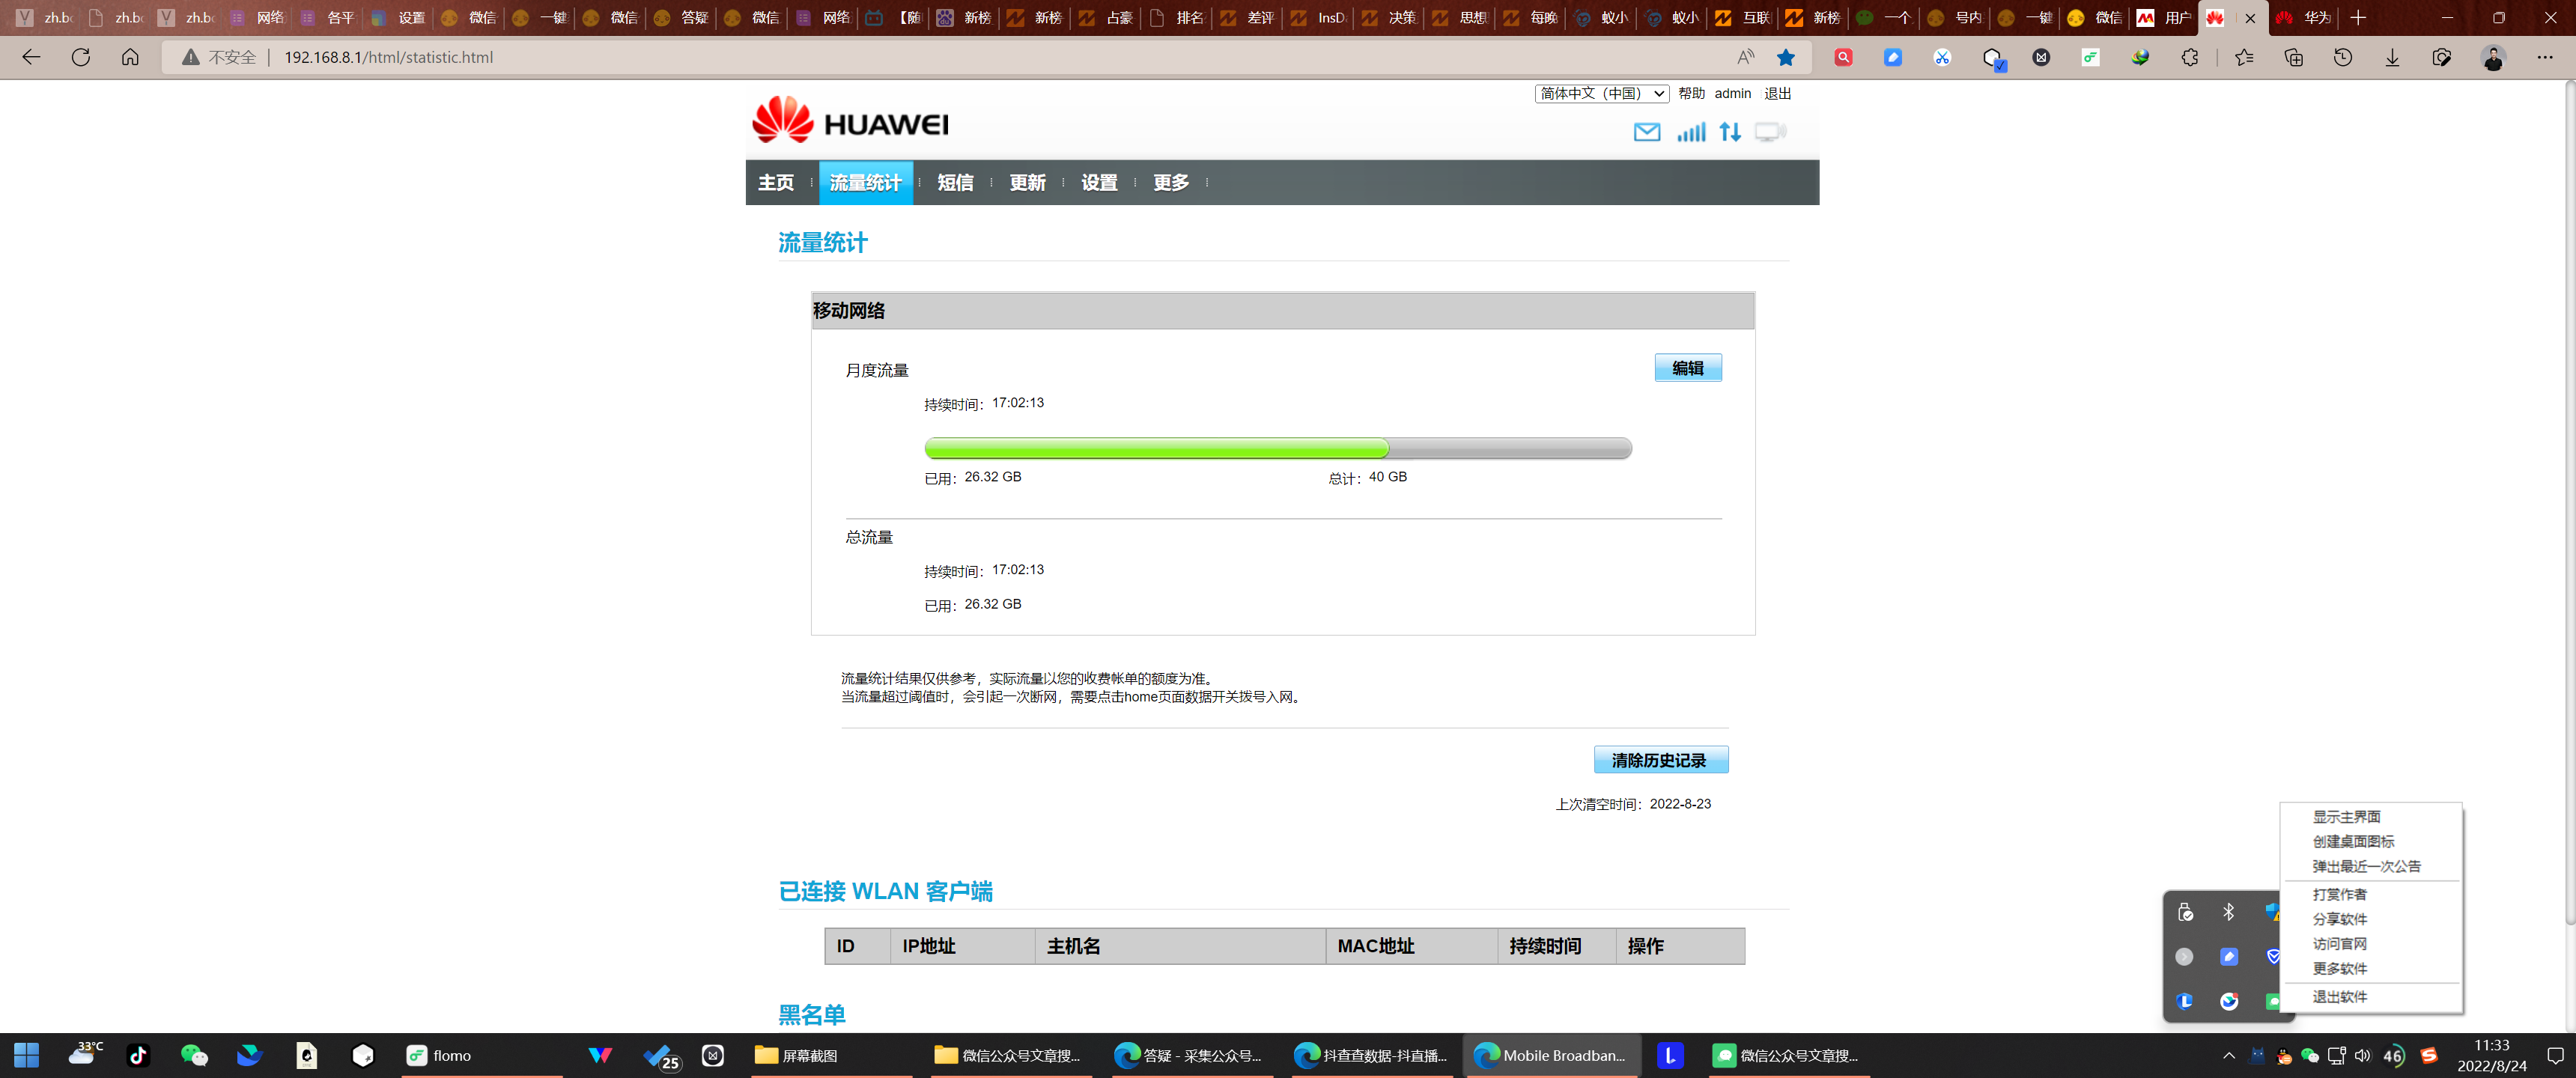 zh.bc
zh.bc
zh.bc
网络
各平
设置
微信
一键
微信
答疑
微信
网络
【随
新榜
新榜
占豪
排名
差评
InsD
决策
思想
每晚
蚁小
蚁小
互联
新榜
一个
号内
一键
微信
用户
华为
不安全 192.168.8.1/html/statistic.html
简体中文（中国） 帮助 admin 退出
HUAWEI
主页 流量统计 短信 更新 设置 更多
流量统计
移动网络
月度流量
编辑
持续时间：17:02:13
已用：26.32 GB 总计：40 GB
总流量
持续时间：17:02:13
已用：26.32 GB
流量统计结果仅供参考，实际流量以您的收费帐单的额度为准。
当流量超过阈值时，会引起一次断网，需要点击home页面数据开关拨号入网。
清除历史记录
上次清空时间：2022-8-23
已连接 WLAN 客户端
ID IP地址 主机名 MAC地址 持续时间 操作
黑名单
显示主界面
创建桌面图标
弹出最近一次公告
打赏作者
分享软件
访问官网
更多软件
退出软件
33°C
flomo
25
屏幕截图
微信公众号文章搜...
答疑 - 采集公众号...
抖查查数据-抖直播...
Mobile Broadban...
微信公众号文章搜...
46
11:33
2022/8/24